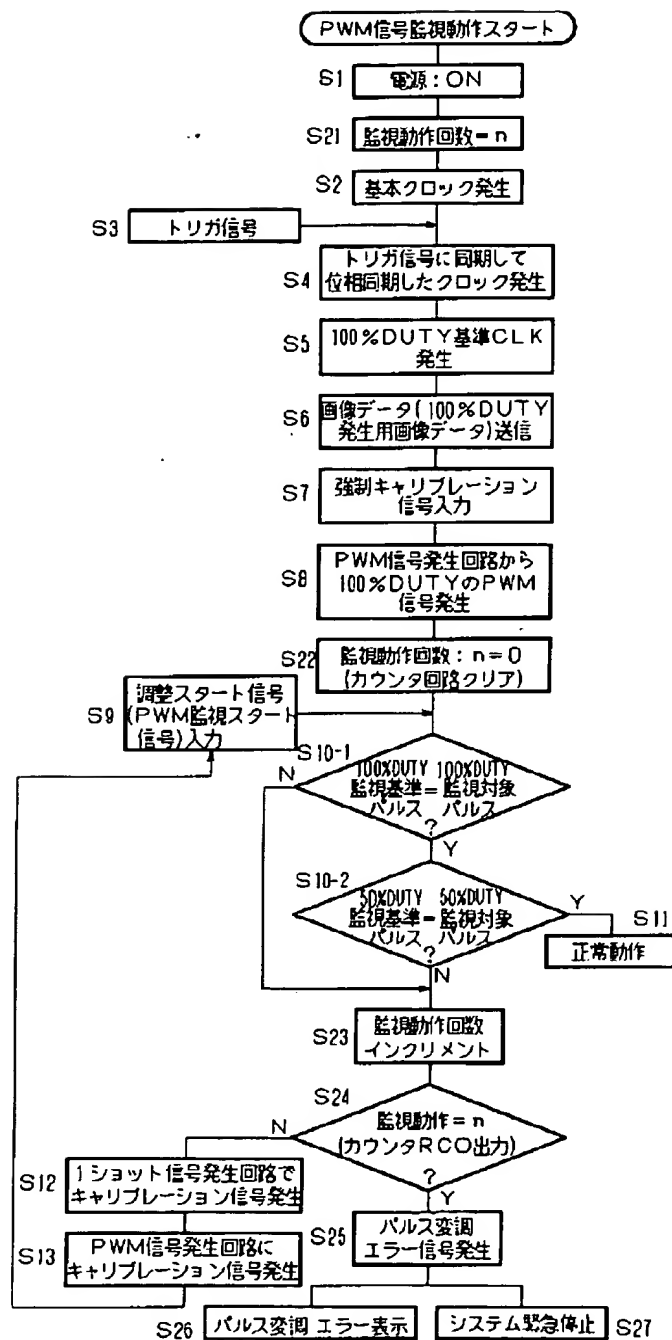 PWM信号監視動作スタート
S1
電源：ON
S21
監視動作回数＝n
S2
基本クロック発生
S3
トリガ信号
S4
トリガ信号に同期して
位相同期したクロック発生
S5
100%DUTY基準CLK
発生
S6
画像データ(100%DUTY
発生用画像データ)送信
S7
強制キャリブレーション
信号入力
S8
PWM信号発生回路から
100%DUTYのPWM
信号発生
S22
監視動作回数：n＝0
(カウンタ回路クリア)
S9
調整スタート信号
(PWM監視スタート
信号)入力
S10-1
N
100%DUTY 100%DUTY
監視基準＝監視対象
パルス パルス
?
Y
S10-2
50%DUTY 50%DUTY
監視基準＝監視対象
パルス パルス
?
Y
S11
正常動作
N
S23
監視動作回数
インクリメント
S24
N
監視動作＝n
(カウンタRCO出力)
?
Y
S12
1ショット信号発生回路で
キャリブレーション信号発生
S25
パルス変調
エラー信号発生
S13
PWM信号発生回路に
キャリブレーション信号発生
S26
パルス変調 エラー表示
システム緊急停止
S27